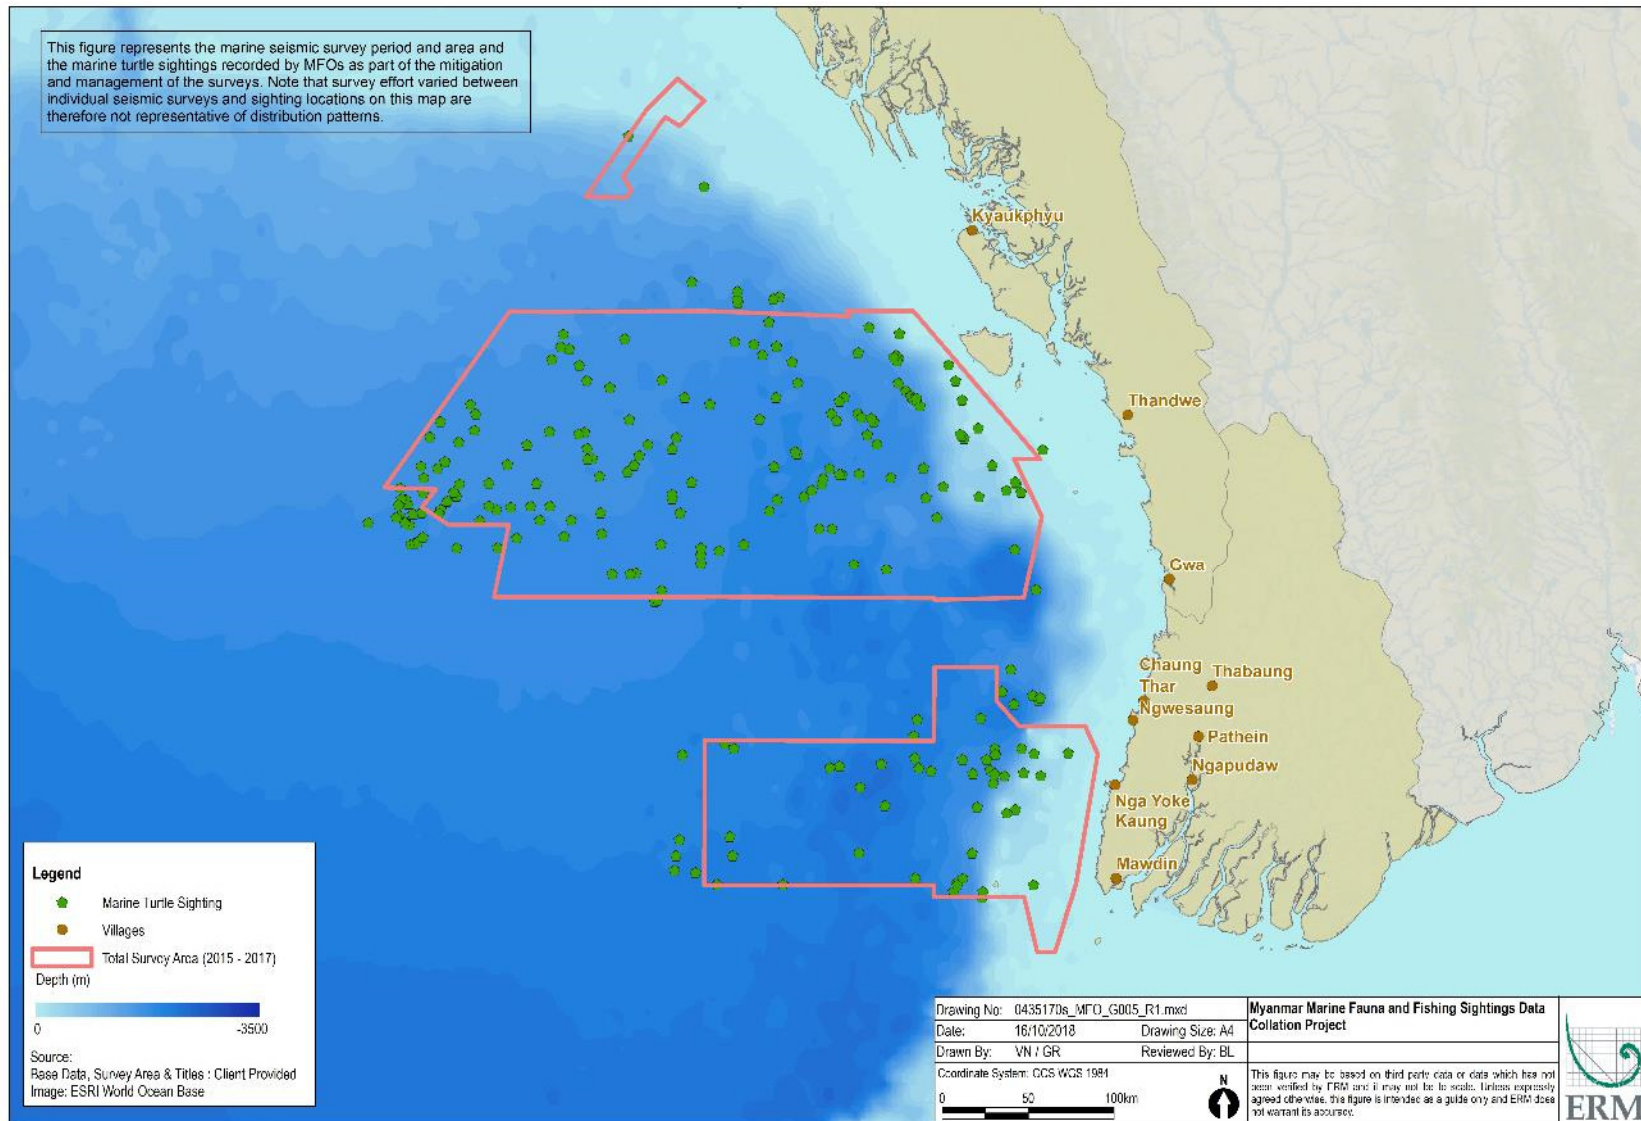 This figure represents the marine seismic survey period and area and
the marine turtle sightings recorded by MFOs as part of the mitigation
and management of the surveys. Note that survey effort varied between
individual seismic surveys and sighting locations on this map are
therefore not representative of distribution patterns.
Kyaukphyu
Thandwe
Gwa
Chaung
Thar
Thabaung
Ngwesaung
Pathein
Ngapudaw
Nga Yoke
Kaung
Mawdin
Legend
Marine Turtle Sighting
Villages
Total Survey Area (2015 - 2017)
Depth (m)
0
-3500
Source:
Base Data, Survey Area & Titles : Client Provided
Image: ESRI World Ocean Base
Drawing No: 0435170s_MFO_G005_R1.mxd
Date: 16/10/2018 Drawing Size: A4
Drawn By: VN / GR Reviewed By: BL
Coordinate System: GCS WGS 1984
0 50 100km
N
Myanmar Marine Fauna and Fishing Sightings Data
Collation Project
This figure may be based on third party data or data which has not
been verified by ERM and it may not be to scale. Unless expressly
agreed otherwise, this figure is intended as a guide only and ERM does
not warrant its accuracy.
ERM